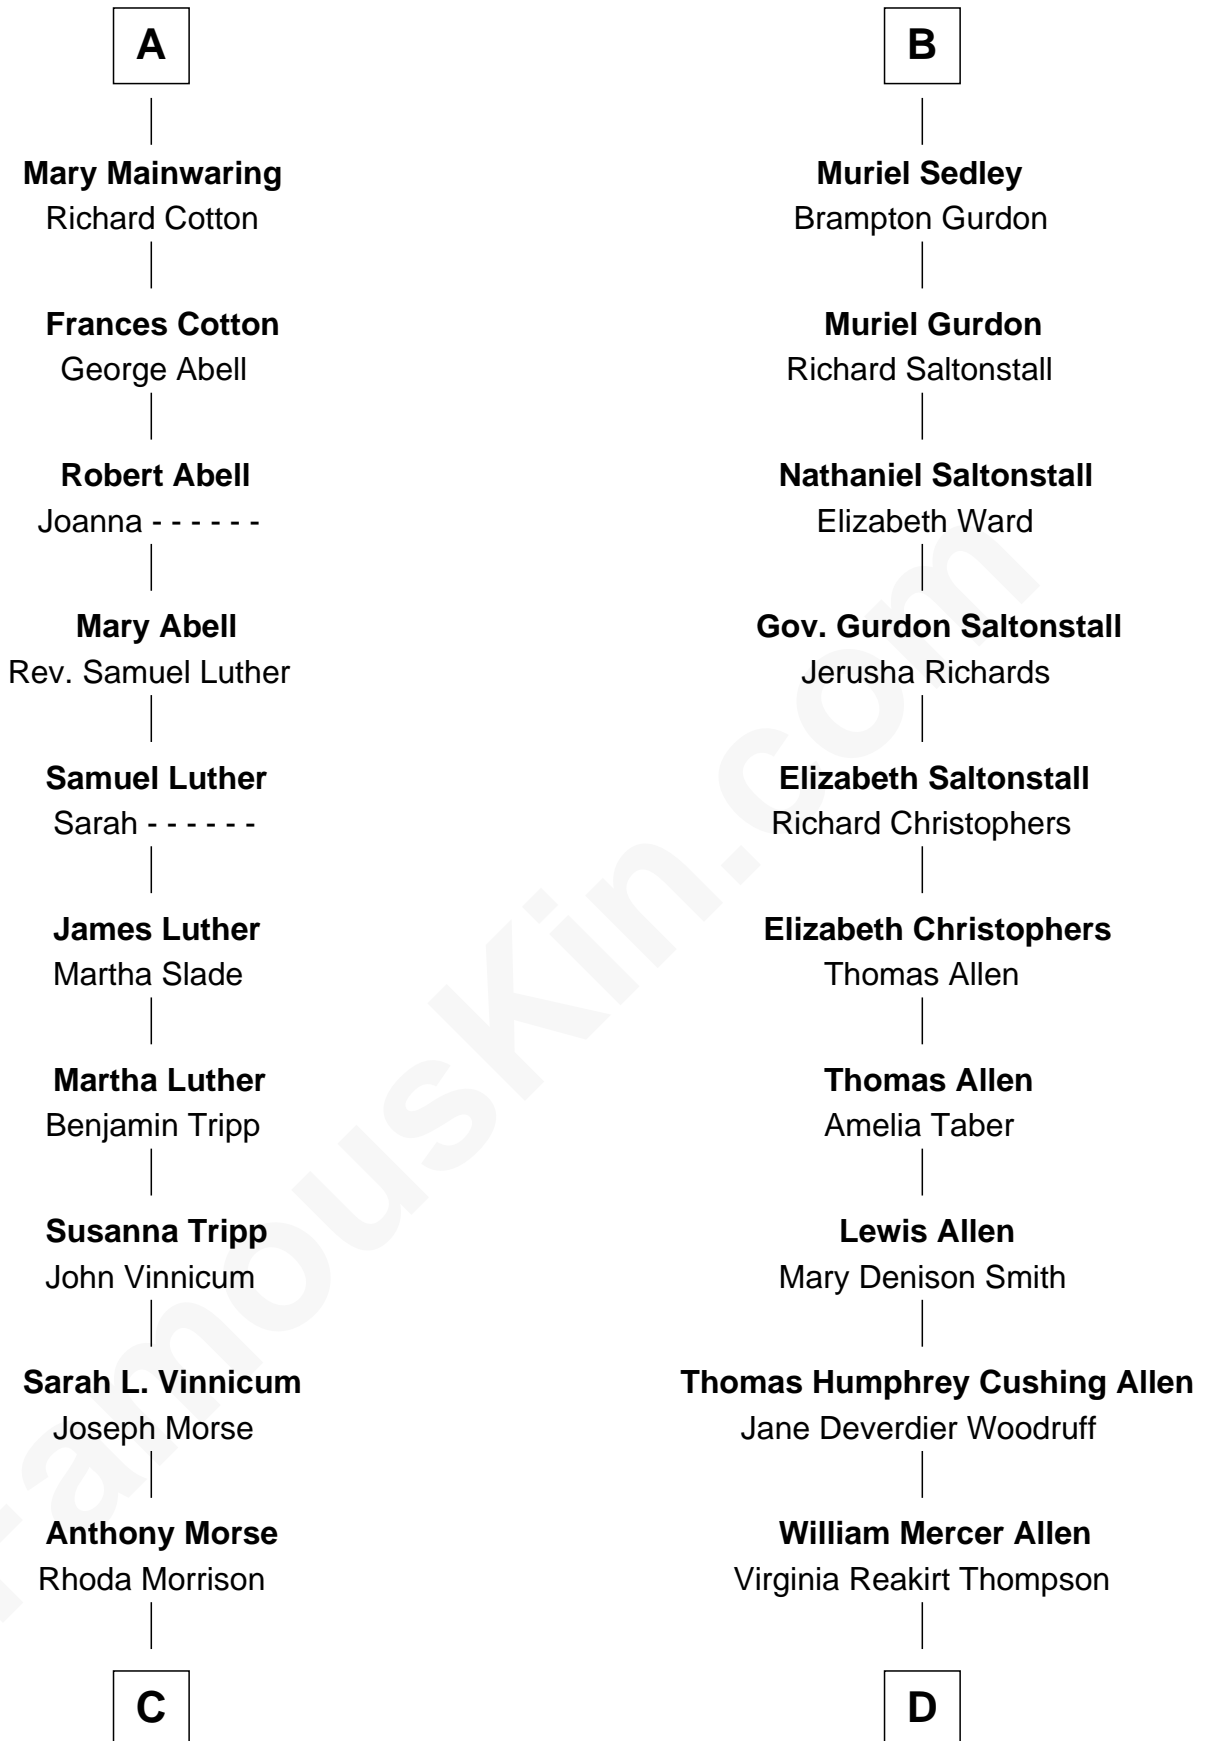 A
Mary Mainwaring
Richard Cotton
Frances Cotton
George Abell
Robert Abell
Joanna - - - - - -
Mary Abell
Rev. Samuel Luther
Samuel Luther
Sarah - - - - - -
James Luther
Martha Slade
Martha Luther
Benjamin Tripp
Susanna Tripp
John Vinnicum
Sarah L. Vinnicum
Joseph Morse
Anthony Morse
Rhoda Morrison
C
B
Muriel Sedley
Brampton Gurdon
Muriel Gurdon
Richard Saltonstall
Nathaniel Saltonstall
Elizabeth Ward
Gov. Gurdon Saltonstall
Jerusha Richards
Elizabeth Saltonstall
Richard Christophers
Elizabeth Christophers
Thomas Allen
Thomas Allen
Amelia Taber
Lewis Allen
Mary Denison Smith
Thomas Humphrey Cushing Allen
Jane Deverdier Woodruff
William Mercer Allen
Virginia Reakirt Thompson
D
FamousKin.com